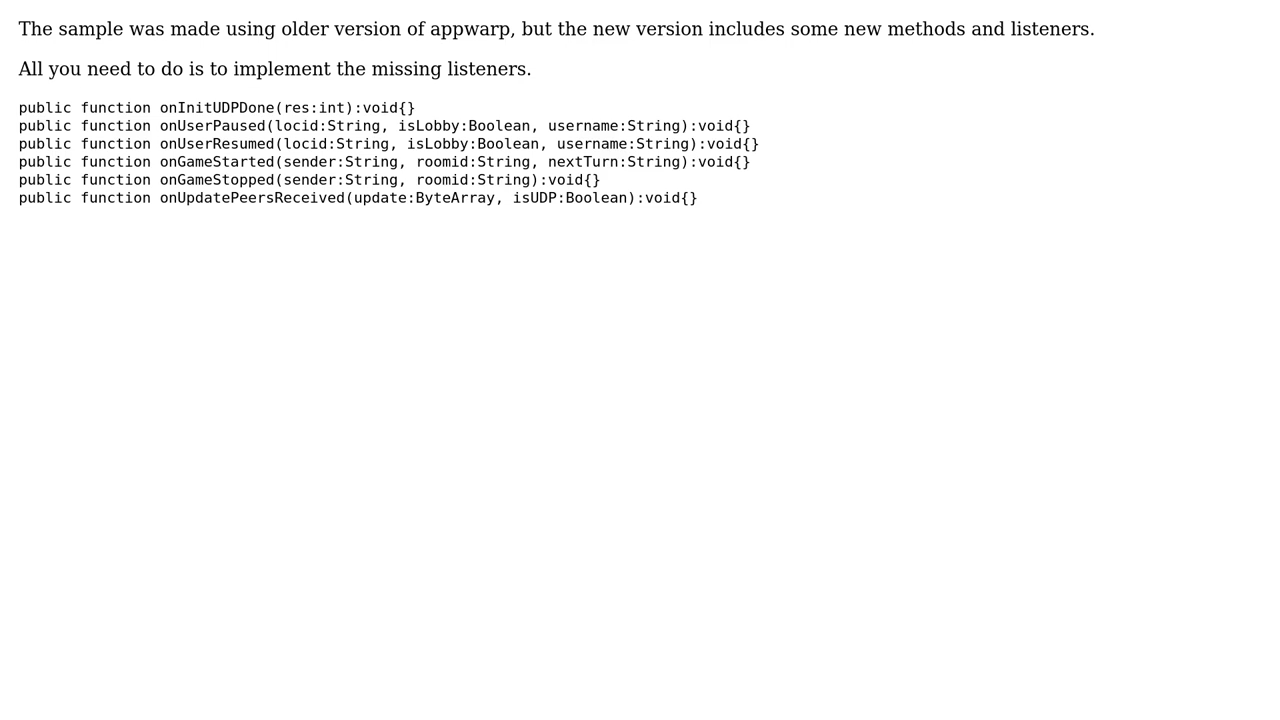 The sample was made using older version of appwarp, but the new version includes some new methods and listeners.
All you need to do is to implement the missing listeners.
public function onInitUDPDone(res:int):void{}
public function onUserPaused(locid:String, isLobby:Boolean, username:String):void{}
public function onUserResumed(locid:String, isLobby:Boolean, username:String):void{}
public function onGameStarted(sender:String, roomid:String, nextTurn:String):void{}
public function onGameStopped(sender:String, roomid:String):void{}
public function onUpdatePeersReceived(update:ByteArray, isUDP:Boolean):void{}